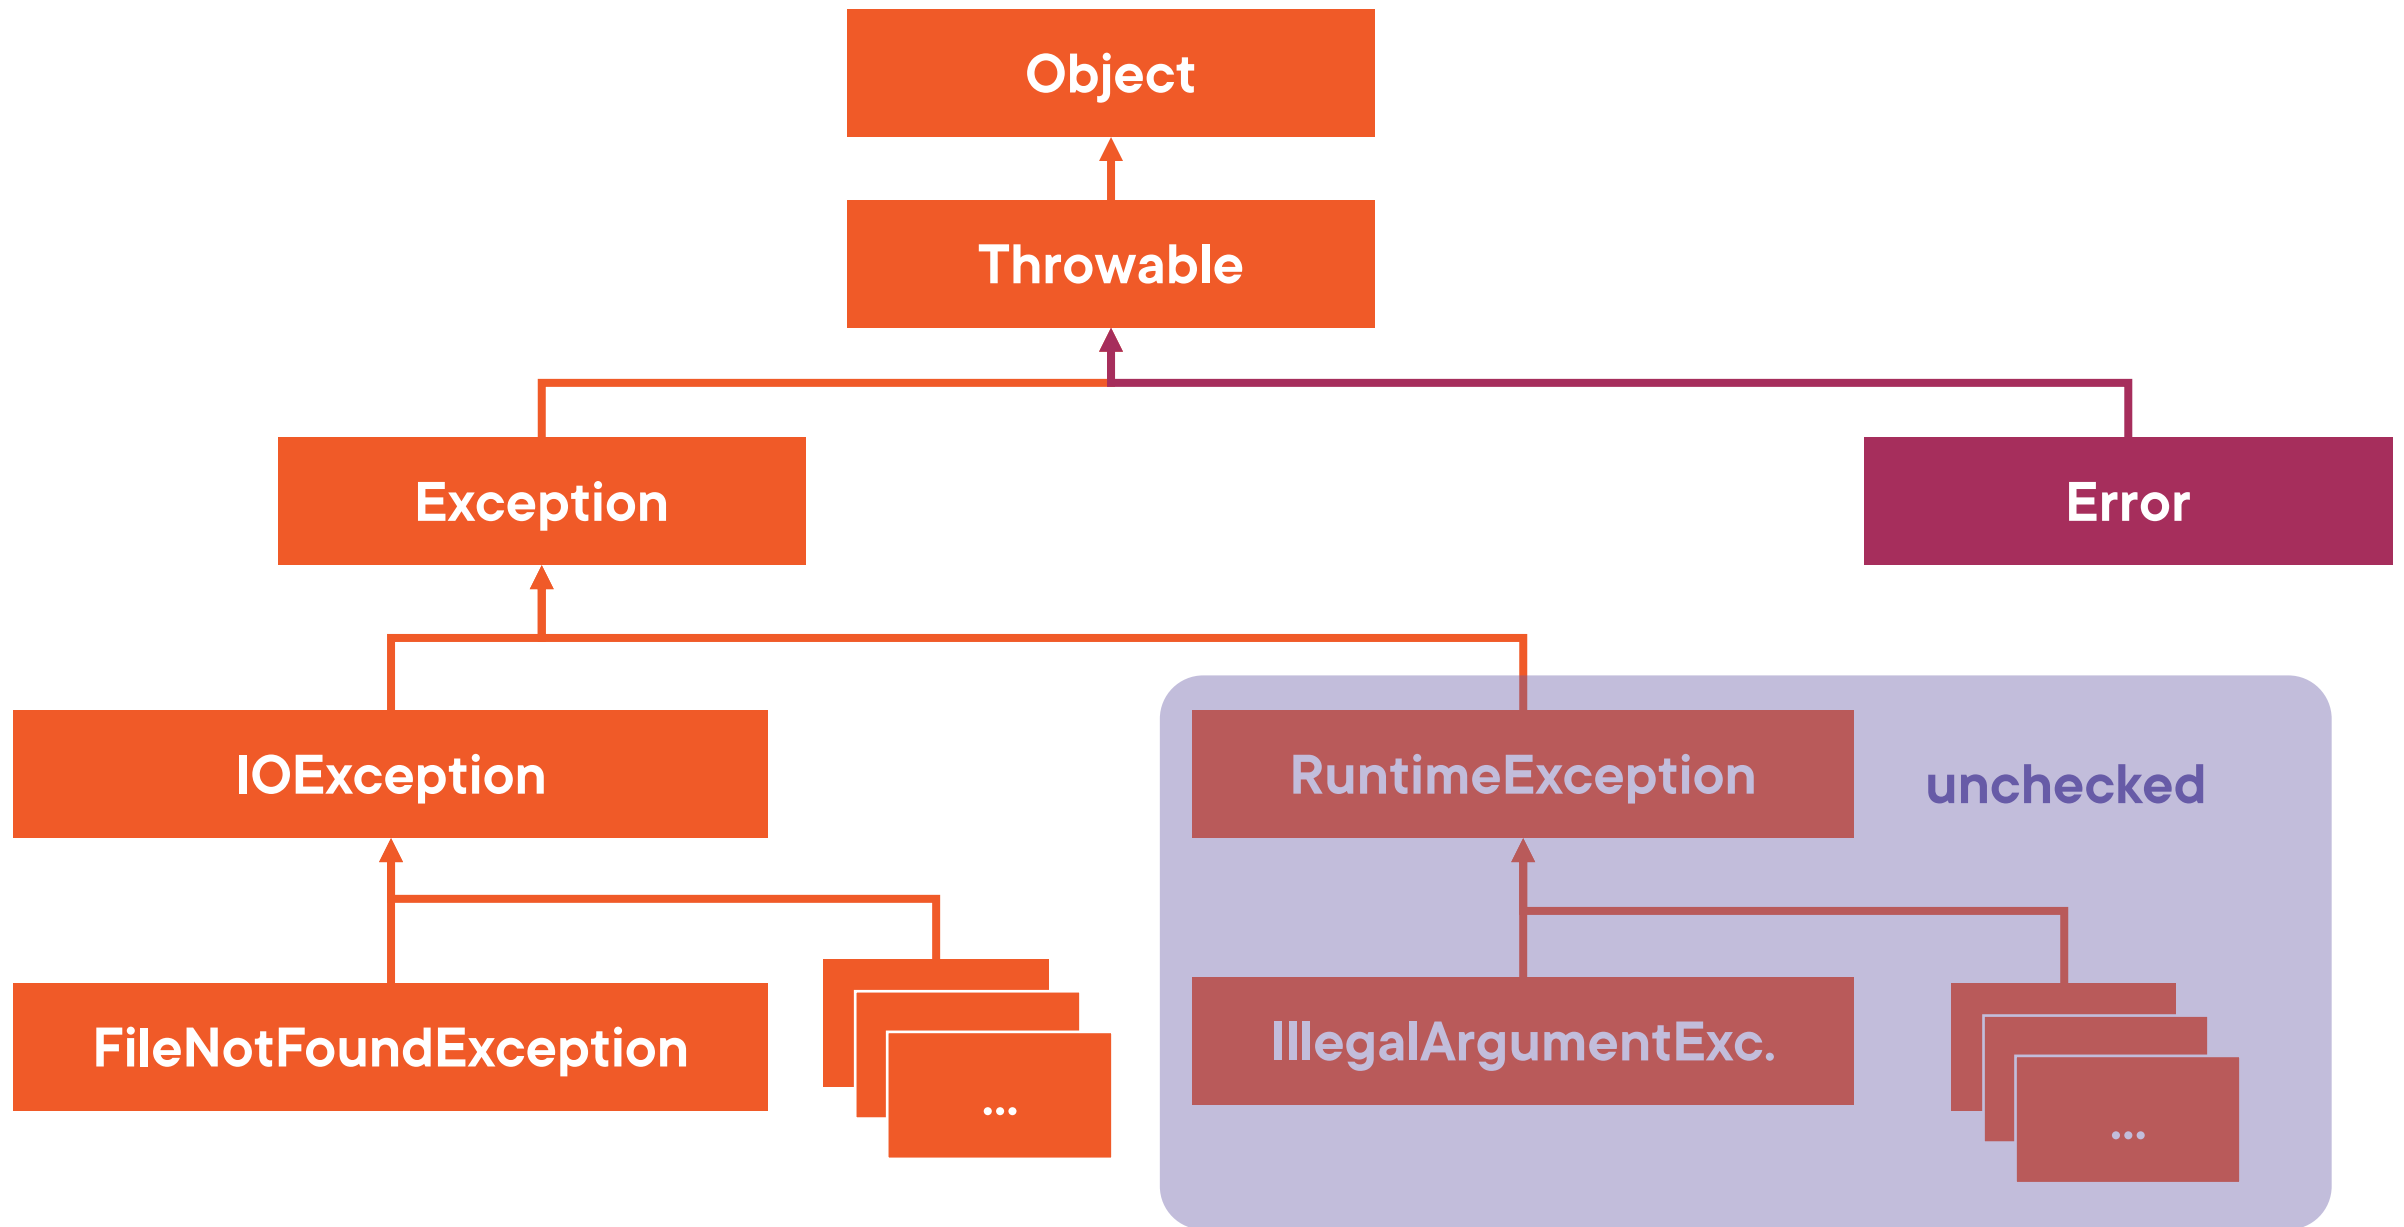 Object
Throwable
Exception
Error
IOException
RuntimeException
unchecked
FileNotFoundException
...
IllegalArgumentExc.
...